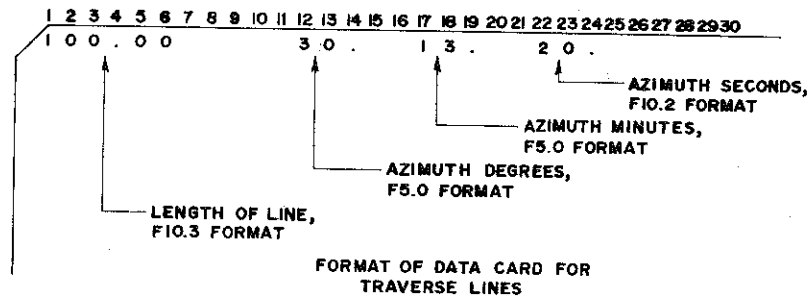 1 2 3 4 5 6 7 8 9 10 11 12 13 14 15 16 17 18 19 20 21 22 23 24 25 26 27 28 29 30
1 0 0 . 0 0 3 0 . 1 3 . 2 0 .
AZIMUTH SECONDS,
F10.2 FORMAT
AZIMUTH MINUTES,
F5.0 FORMAT
AZIMUTH DEGREES,
F5.0 FORMAT
LENGTH OF LINE,
F10.3 FORMAT
FORMAT OF DATA CARD FOR
TRAVERSE LINES